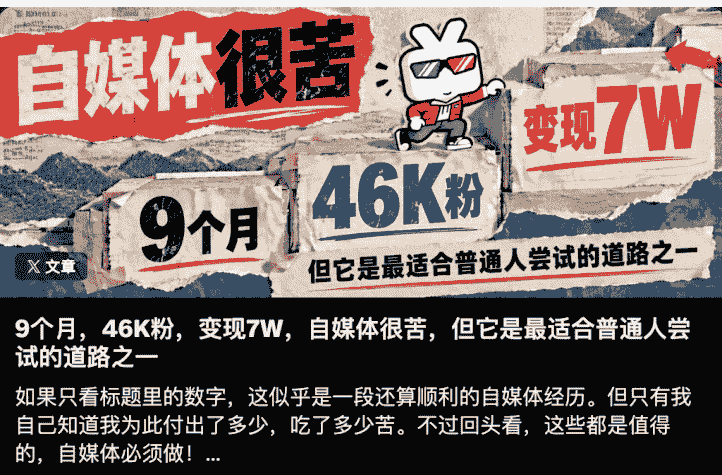 自媒体很苦
变现7W
46K粉
9个月
但它是最适合普通人尝试的道路之一
X 文章
9个月，46K粉，变现7W，自媒体很苦，但它是最适合普通人尝
试的道路之一
如果只看标题里的数字，这似乎是一段还算顺利的自媒体经历。但只有我
自己知道我为此付出了多少，吃了多少苦。不过回头看，这些都是值得
的，自媒体必须做！...